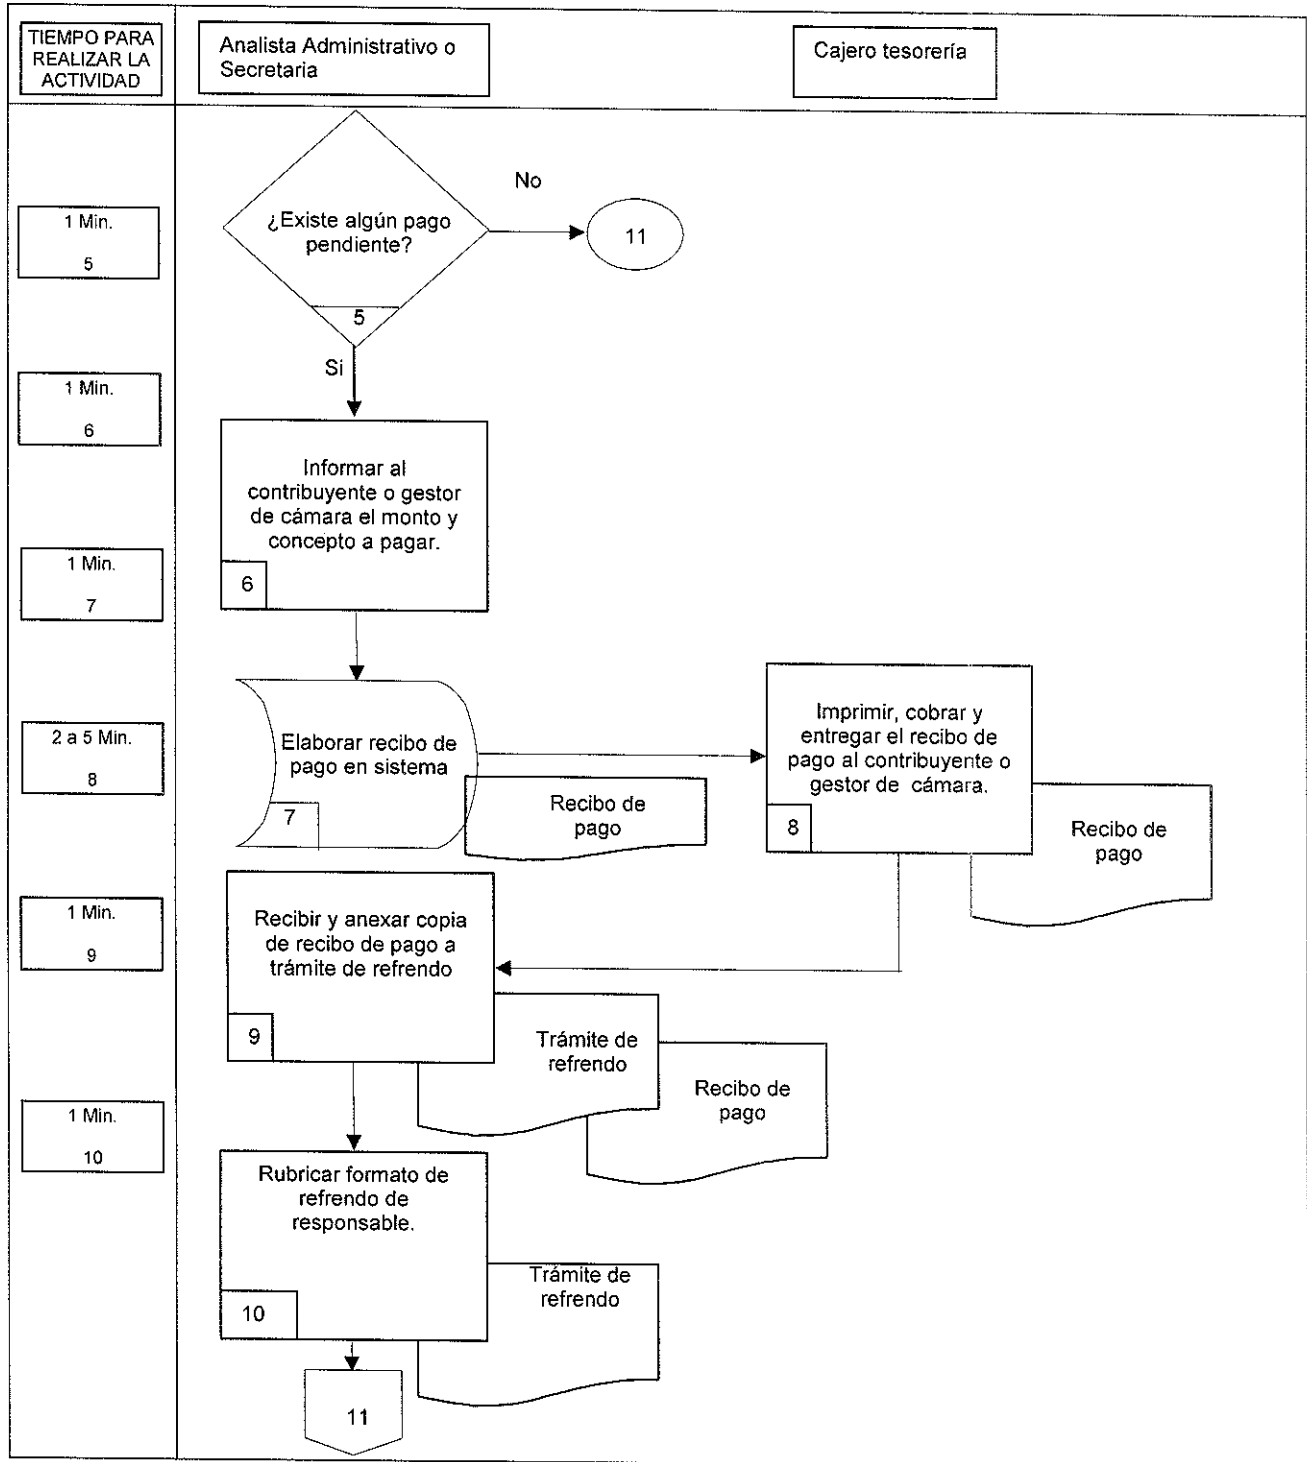 TIEMPO PARA
REALIZAR LA
ACTIVIDAD
Analista Administrativo o
Secretaria
Cajero tesorería
No
1 Min.
5
¿Existe algún pago
pendiente?
11
5
Si
1 Min.
6
Informar al
contribuyente o gestor
de cámara el monto y
concepto a pagar.
6
1 Min.
7
2 a 5 Min.
8
Elaborar recibo de
pago en sistema
7
Recibo de
pago
Imprimir, cobrar y
entregar el recibo de
pago al contribuyente o
gestor de cámara.
8
Recibo de
pago
1 Min.
9
Recibir y anexar copia
de recibo de pago a
trámite de refrendo
9
Trámite de
refrendo
Recibo de
pago
1 Min.
10
Rubricar formato de
refrendo de
responsable.
10
Trámite de
refrendo
11